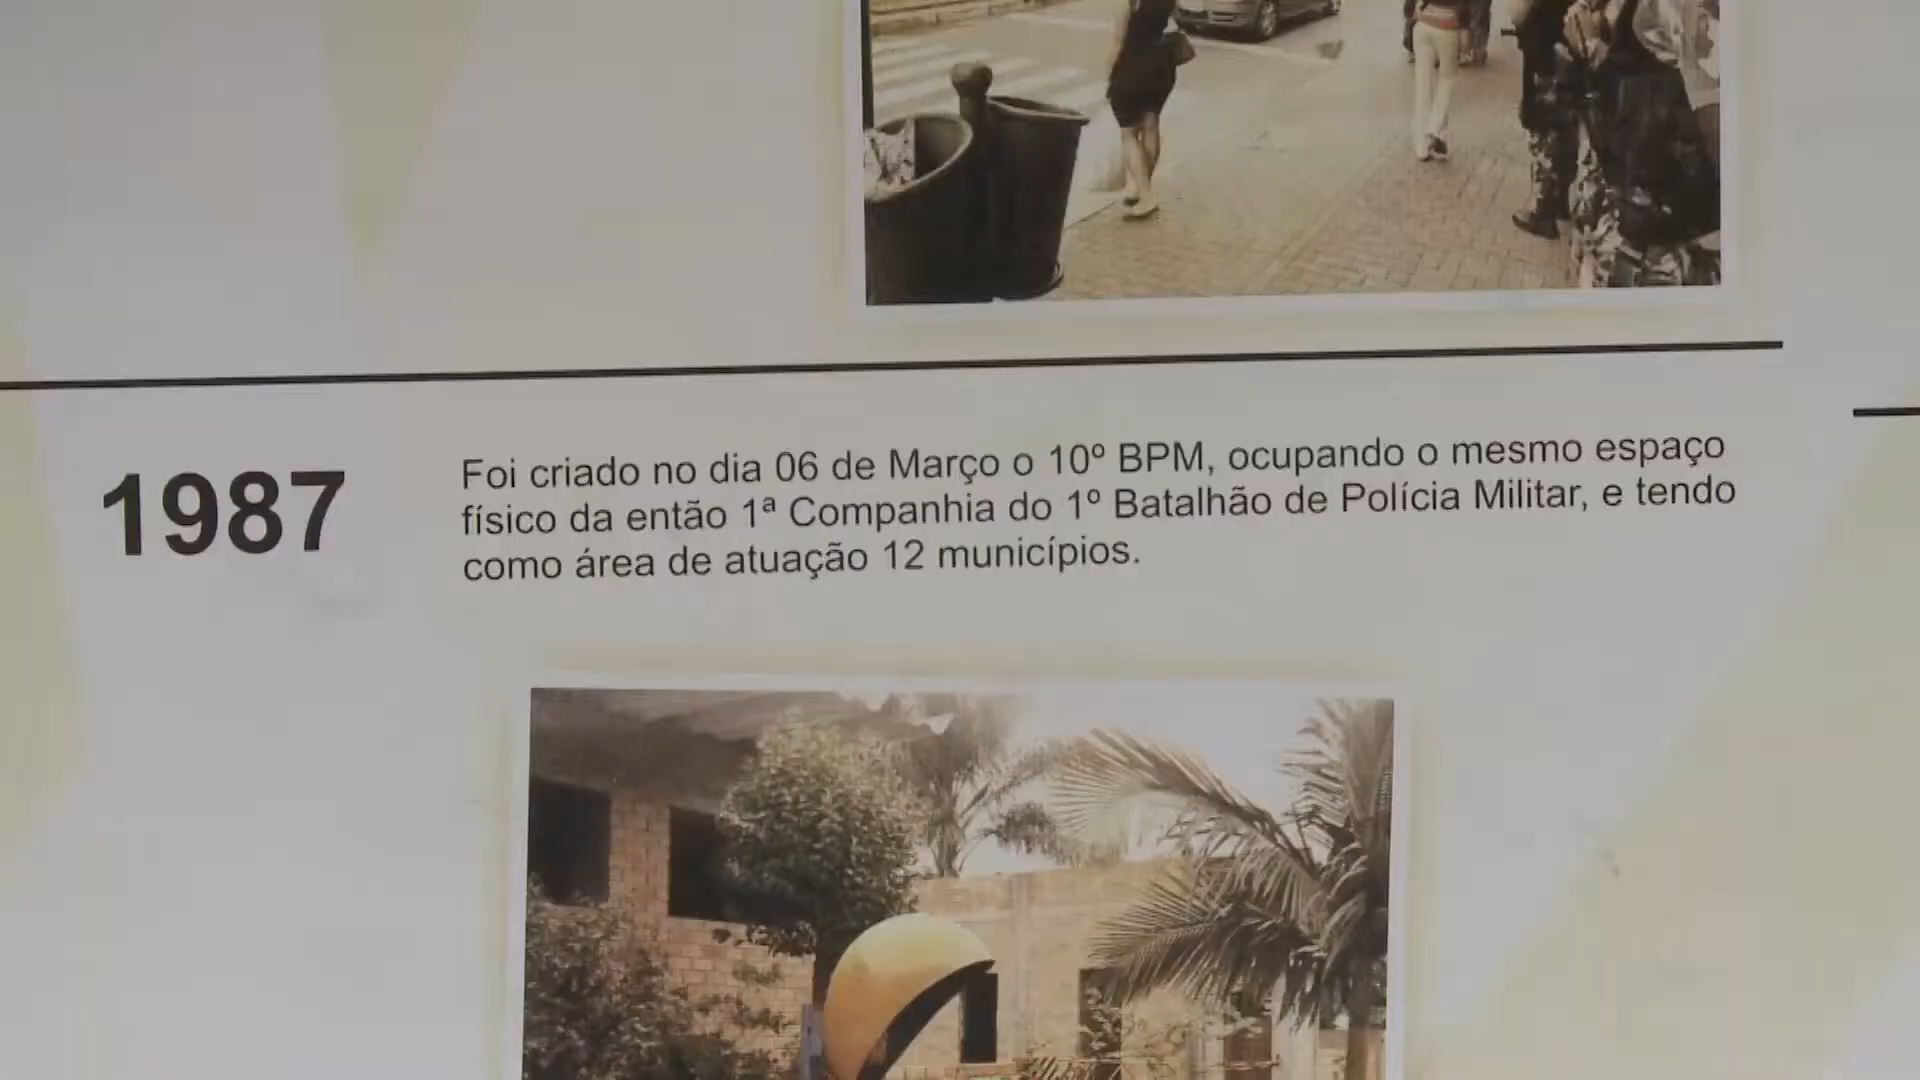 1987
Foi criado no dia 06 de Março o 10º BPM, ocupando o mesmo espaço
físico da então 1ª Companhia do 1º Batalhão de Polícia Militar, e tendo
como área de atuação 12 municípios.